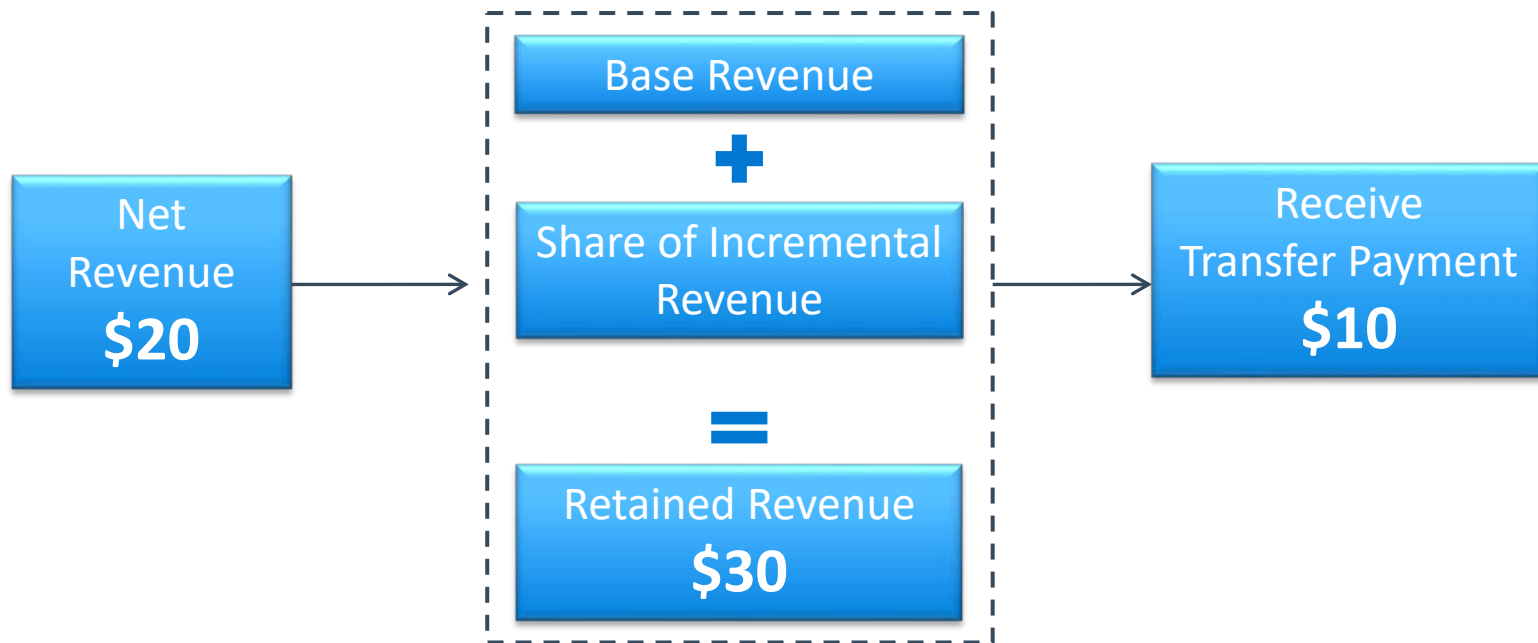 Net
Revenue
$20
Base Revenue
+
Share of Incremental
Revenue
=
Retained Revenue
$30
Receive
Transfer Payment
$10